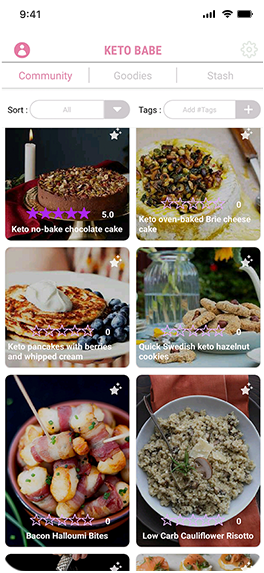 9:41
KETO BABE
Community Goodies Stash
Sort : All Tags : Add #Tags
5.0
Keto no-bake chocolate cake
0
Keto oven-baked Brie cheese
cake
0
Keto pancakes with berries
and whipped cream
0
Quick Swedish keto hazelnut
cookies
0
Bacon Halloumi Bites
0
Low Carb Cauliflower Risotto